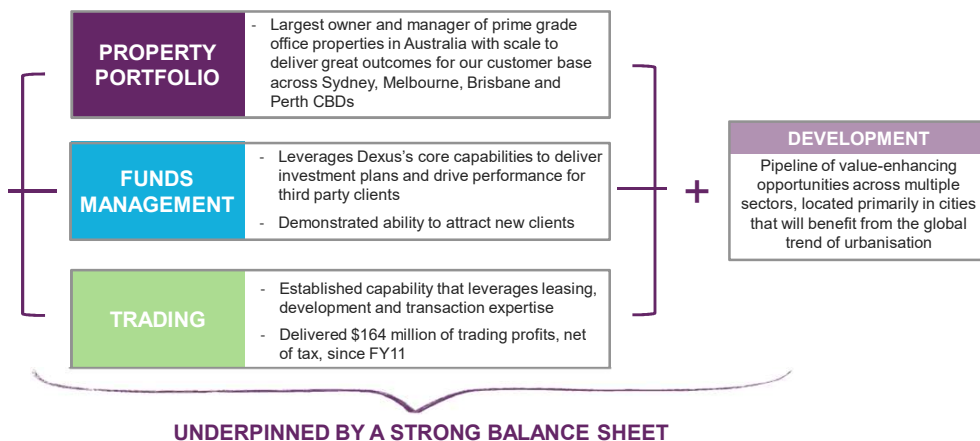 PROPERTY
PORTFOLIO
- Largest owner and manager of prime grade
office properties in Australia with scale to
deliver great outcomes for our customer base
across Sydney, Melbourne, Brisbane and
Perth CBDs
FUNDS
MANAGEMENT
- Leverages Dexus's core capabilities to deliver
investment plans and drive performance for
third party clients
- Demonstrated ability to attract new clients
TRADING
- Established capability that leverages leasing,
development and transaction expertise
- Delivered $164 million of trading profits, net
of tax, since FY11
+
DEVELOPMENT
Pipeline of value-enhancing
opportunities across multiple
sectors, located primarily in cities
that will benefit from the global
trend of urbanisation
UNDERPINNED BY A STRONG BALANCE SHEET